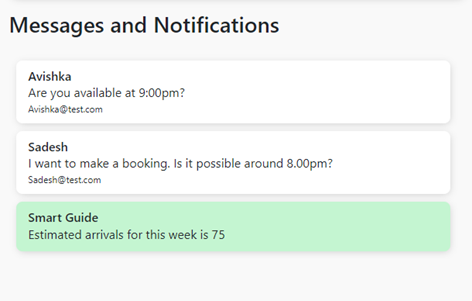 Messages and Notifications
Avishka
Are you available at 9:00pm?
Avishka@test.com
Sadesh
I want to make a booking. Is it possible around 8.00pm?
Sadesh@test.com
Smart Guide
Estimated arrivals for this week is 75